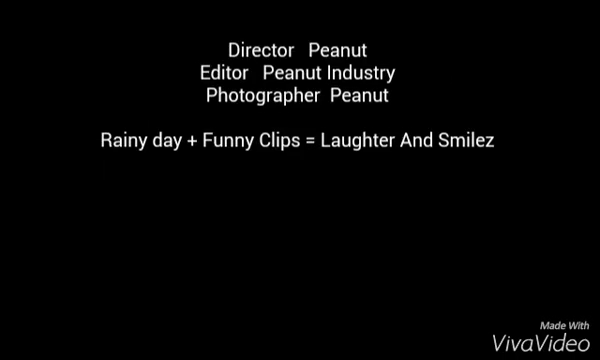 Director Peanut
Editor Peanut Industry
Photographer Peanut
Rainy day + Funny Clips = Laughter And Smilez
Made With
VivaVideo